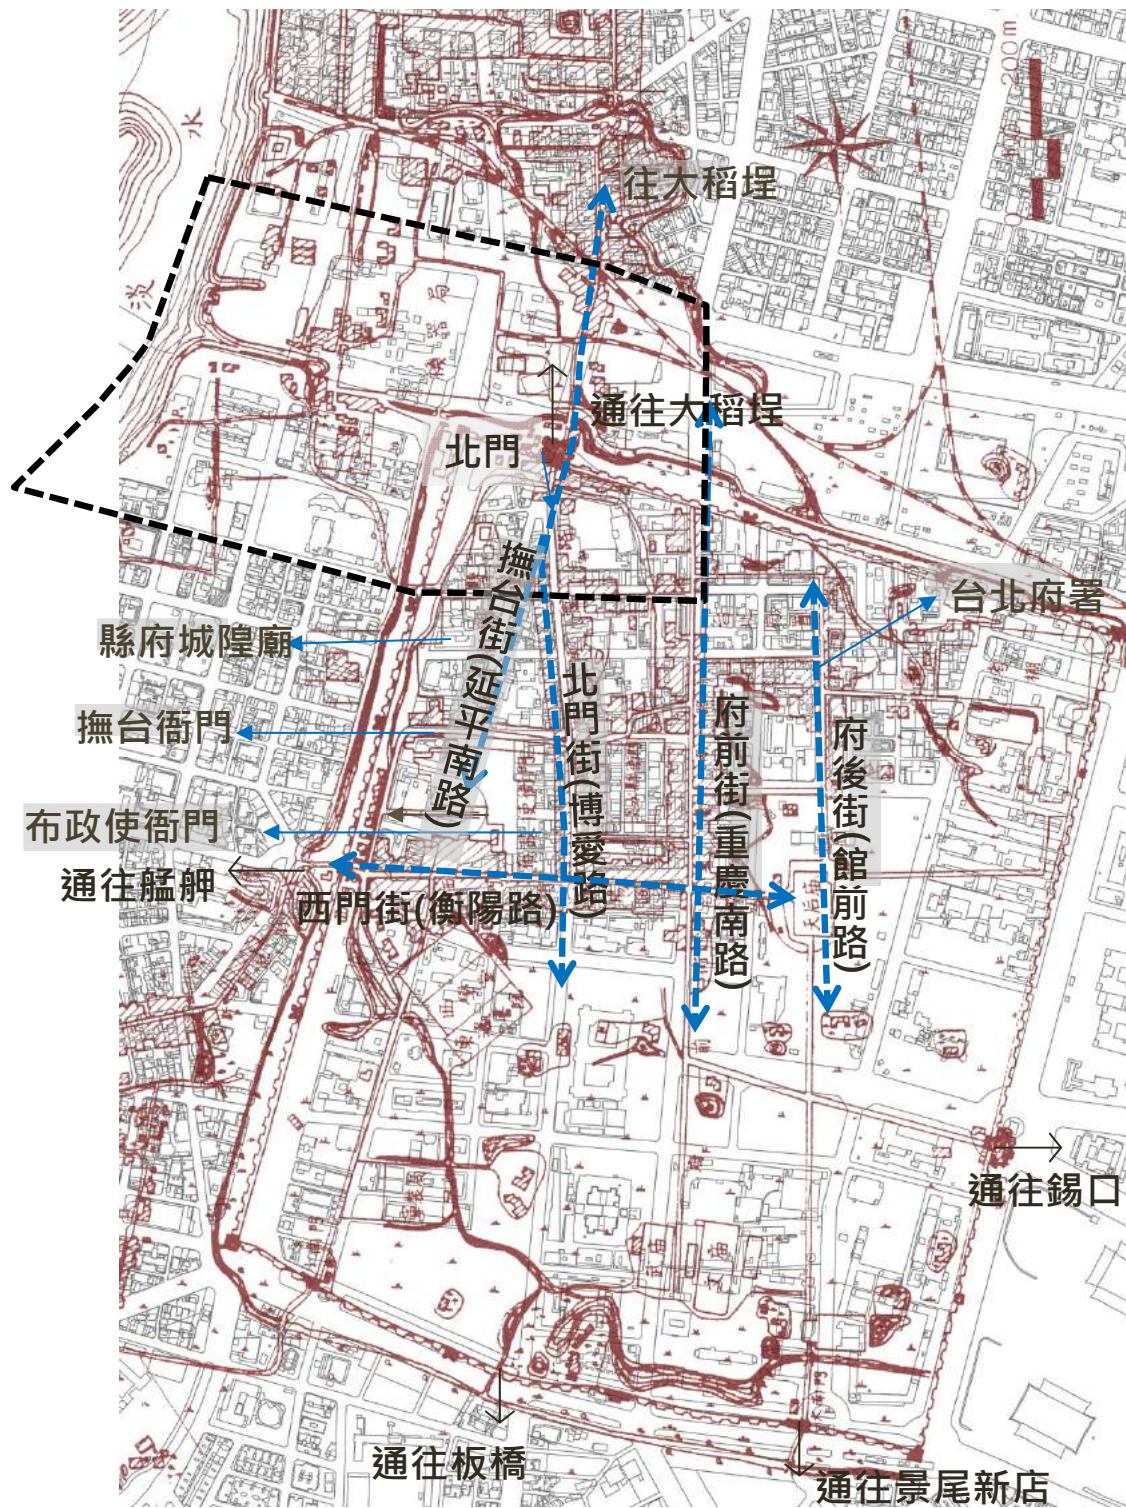 200m
0
水
淡
往大稻埕
通往大稻埕
北門
台北府署
縣府城隍廟
撫台街(延平南路)
北門街(博愛路)
府前街(重慶南路)
府後街(館前路)
撫台衙門
布政使衙門
通往艋舺
西門街(衡陽路)
通往錫口
通往板橋
通往景尾新店